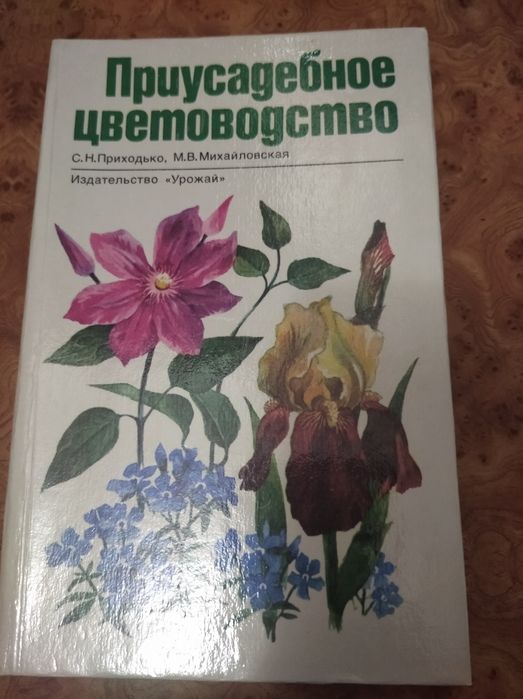 Приусадебное
цветоводство
С.Н.Приходько, М.В.Михайловская
Издательство «Урожай»